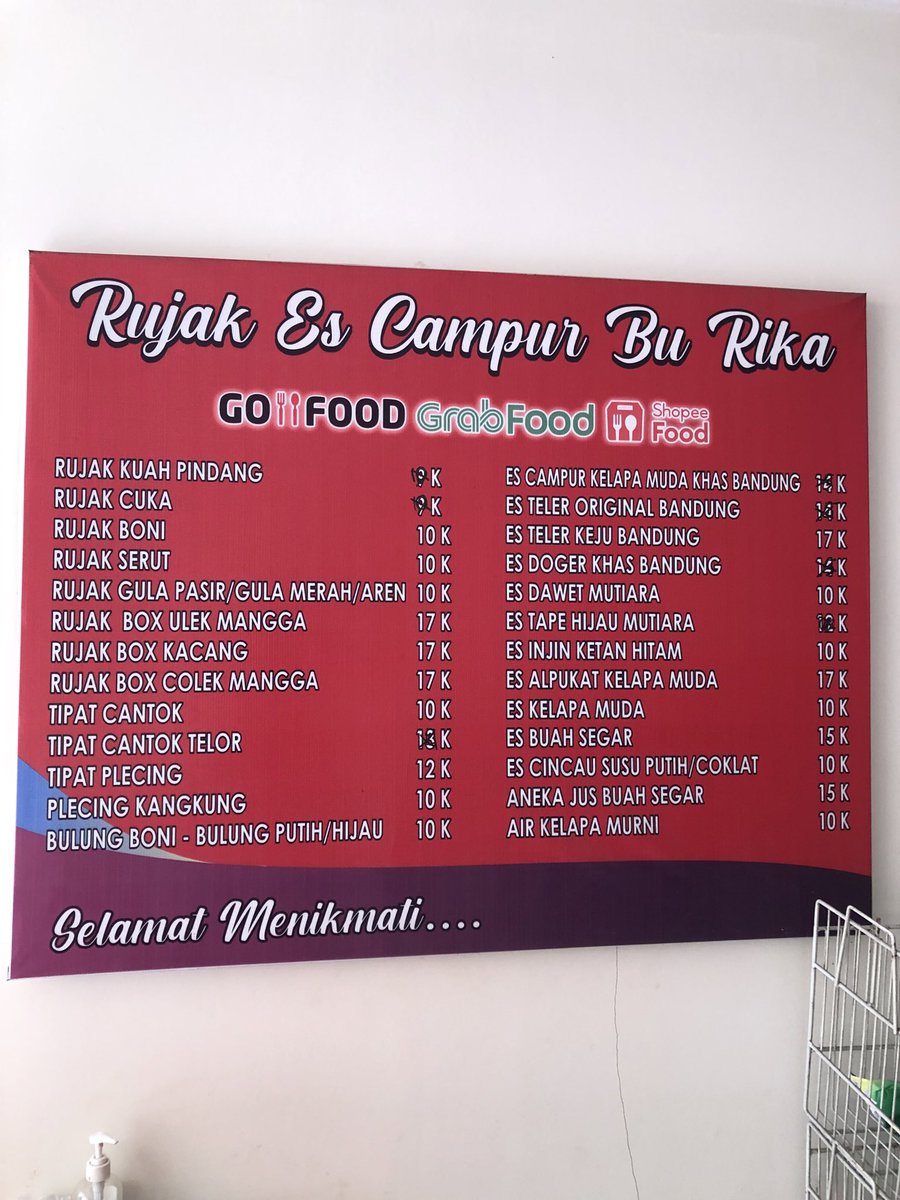 Rujak Es Campur Bu Rika
GO FOOD GrabFood Shopee Food
RUJAK KUAH PINDANG K
RUJAK CUKA K
RUJAK BONI 10 K
RUJAK SERUT 10 K
RUJAK GULA PASIR/GULA MERAH/AREN 10 K
RUJAK BOX ULEK MANGGA 17 K
RUJAK BOX KACANG 17 K
RUJAK BOX COLEK MANGGA 17 K
TIPAT CANTOK 10 K
TIPAT CANTOK TELOR K
TIPAT PLECING 12 K
PLECING KANGKUNG 10 K
BULUNG BONI - BULUNG PUTIH/HIJAU 10 K
ES CAMPUR KELAPA MUDA KHAS BANDUNG K
ES TELER ORIGINAL BANDUNG K
ES TELER KEJU BANDUNG 17 K
ES DOGER KHAS BANDUNG K
ES DAWET MUTIARA 10 K
ES TAPE HIJAU MUTIARA K
ES INJIN KETAN HITAM 10 K
ES ALPUKAT KELAPA MUDA 17 K
ES KELAPA MUDA 10 K
ES BUAH SEGAR 15 K
ES CINCAU SUSU PUTIH/COKLAT 10 K
ANEKA JUS BUAH SEGAR 15 K
AIR KELAPA MURNI 10 K
Selamat Menikmati....